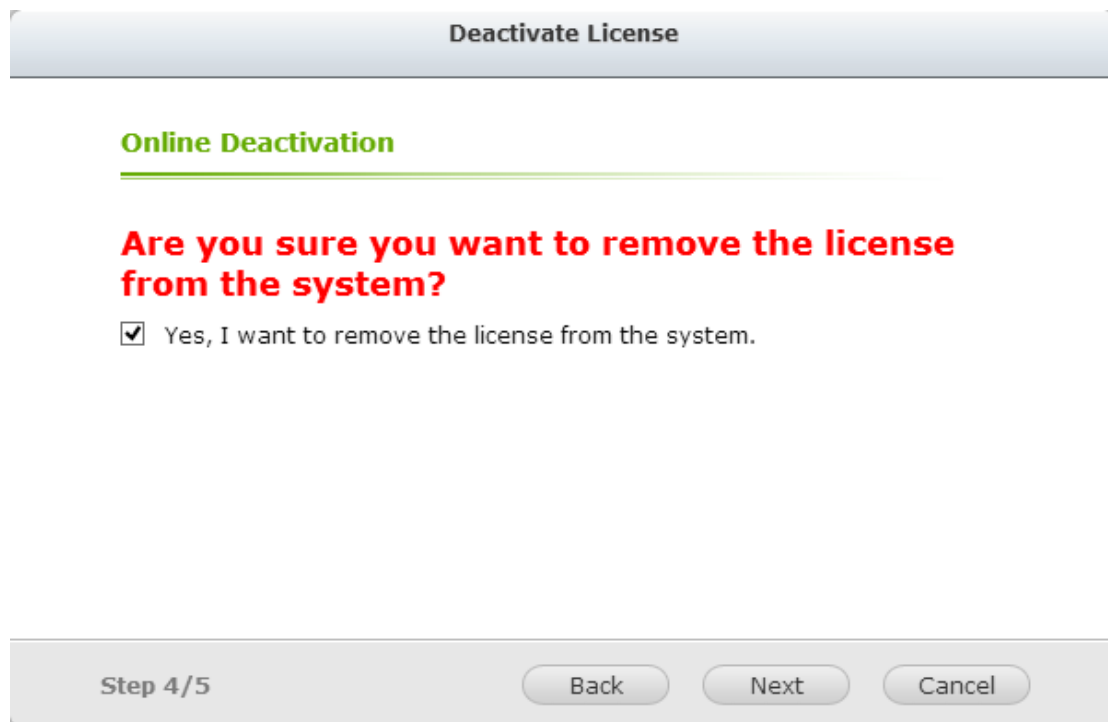 Deactivate License
Online Deactivation
Are you sure you want to remove the license
from the system?
Yes, I want to remove the license from the system.
Step 4/5
Back
Next
Cancel